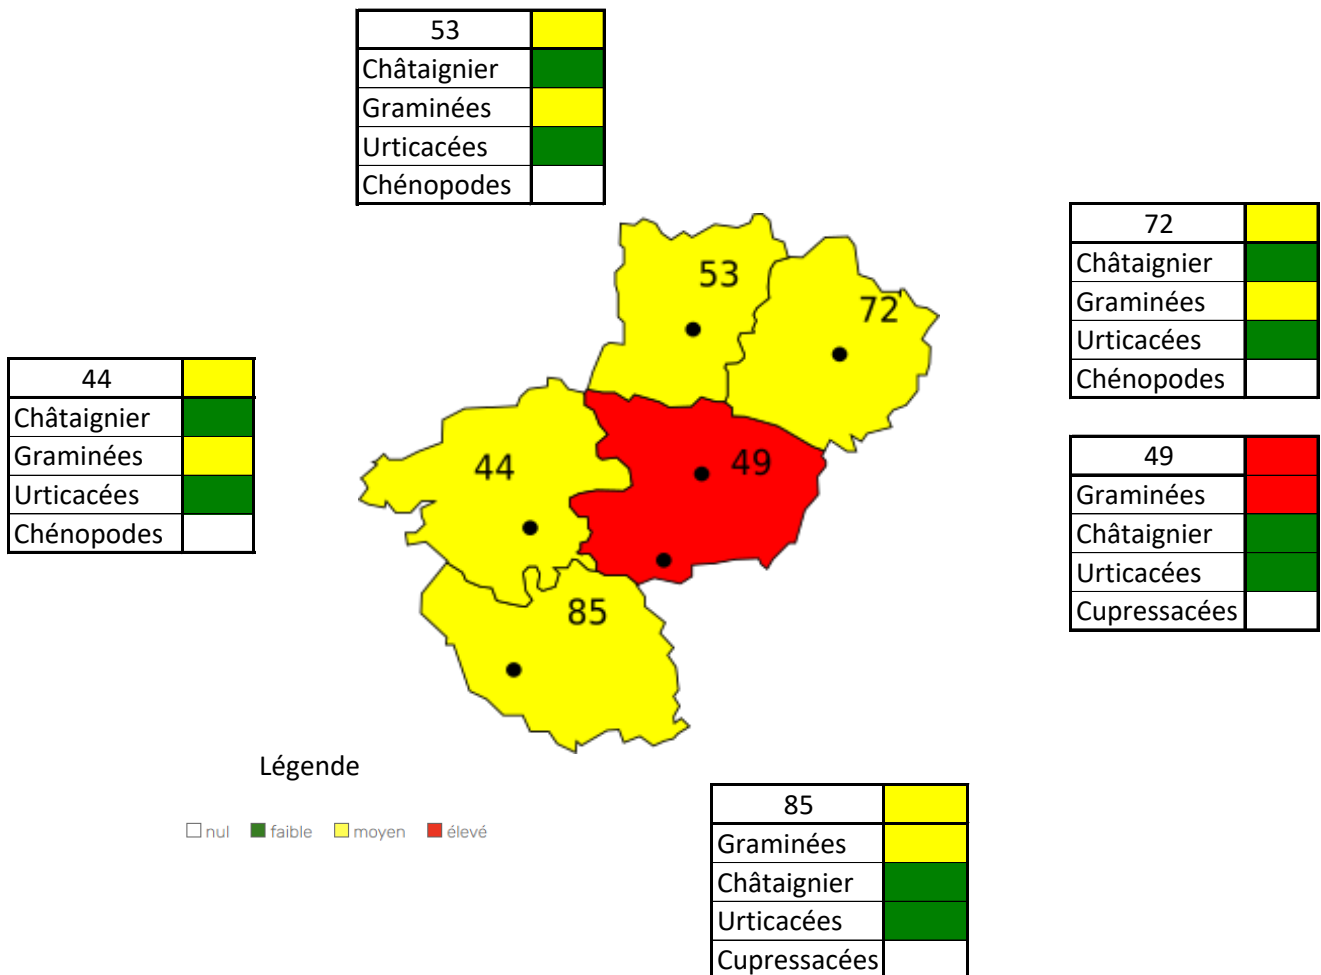 53
Châtaignier
Graminées
Urticacées
Chénopodes
72
Châtaignier
Graminées
Urticacées
Chénopodes
44
Châtaignier
Graminées
Urticacées
Chénopodes
49
Graminées
Châtaignier
Urticacées
Cupressacées
53
72
44
49
85
Légende
nul faible moyen élevé
85
Graminées
Châtaignier
Urticacées
Cupressacées